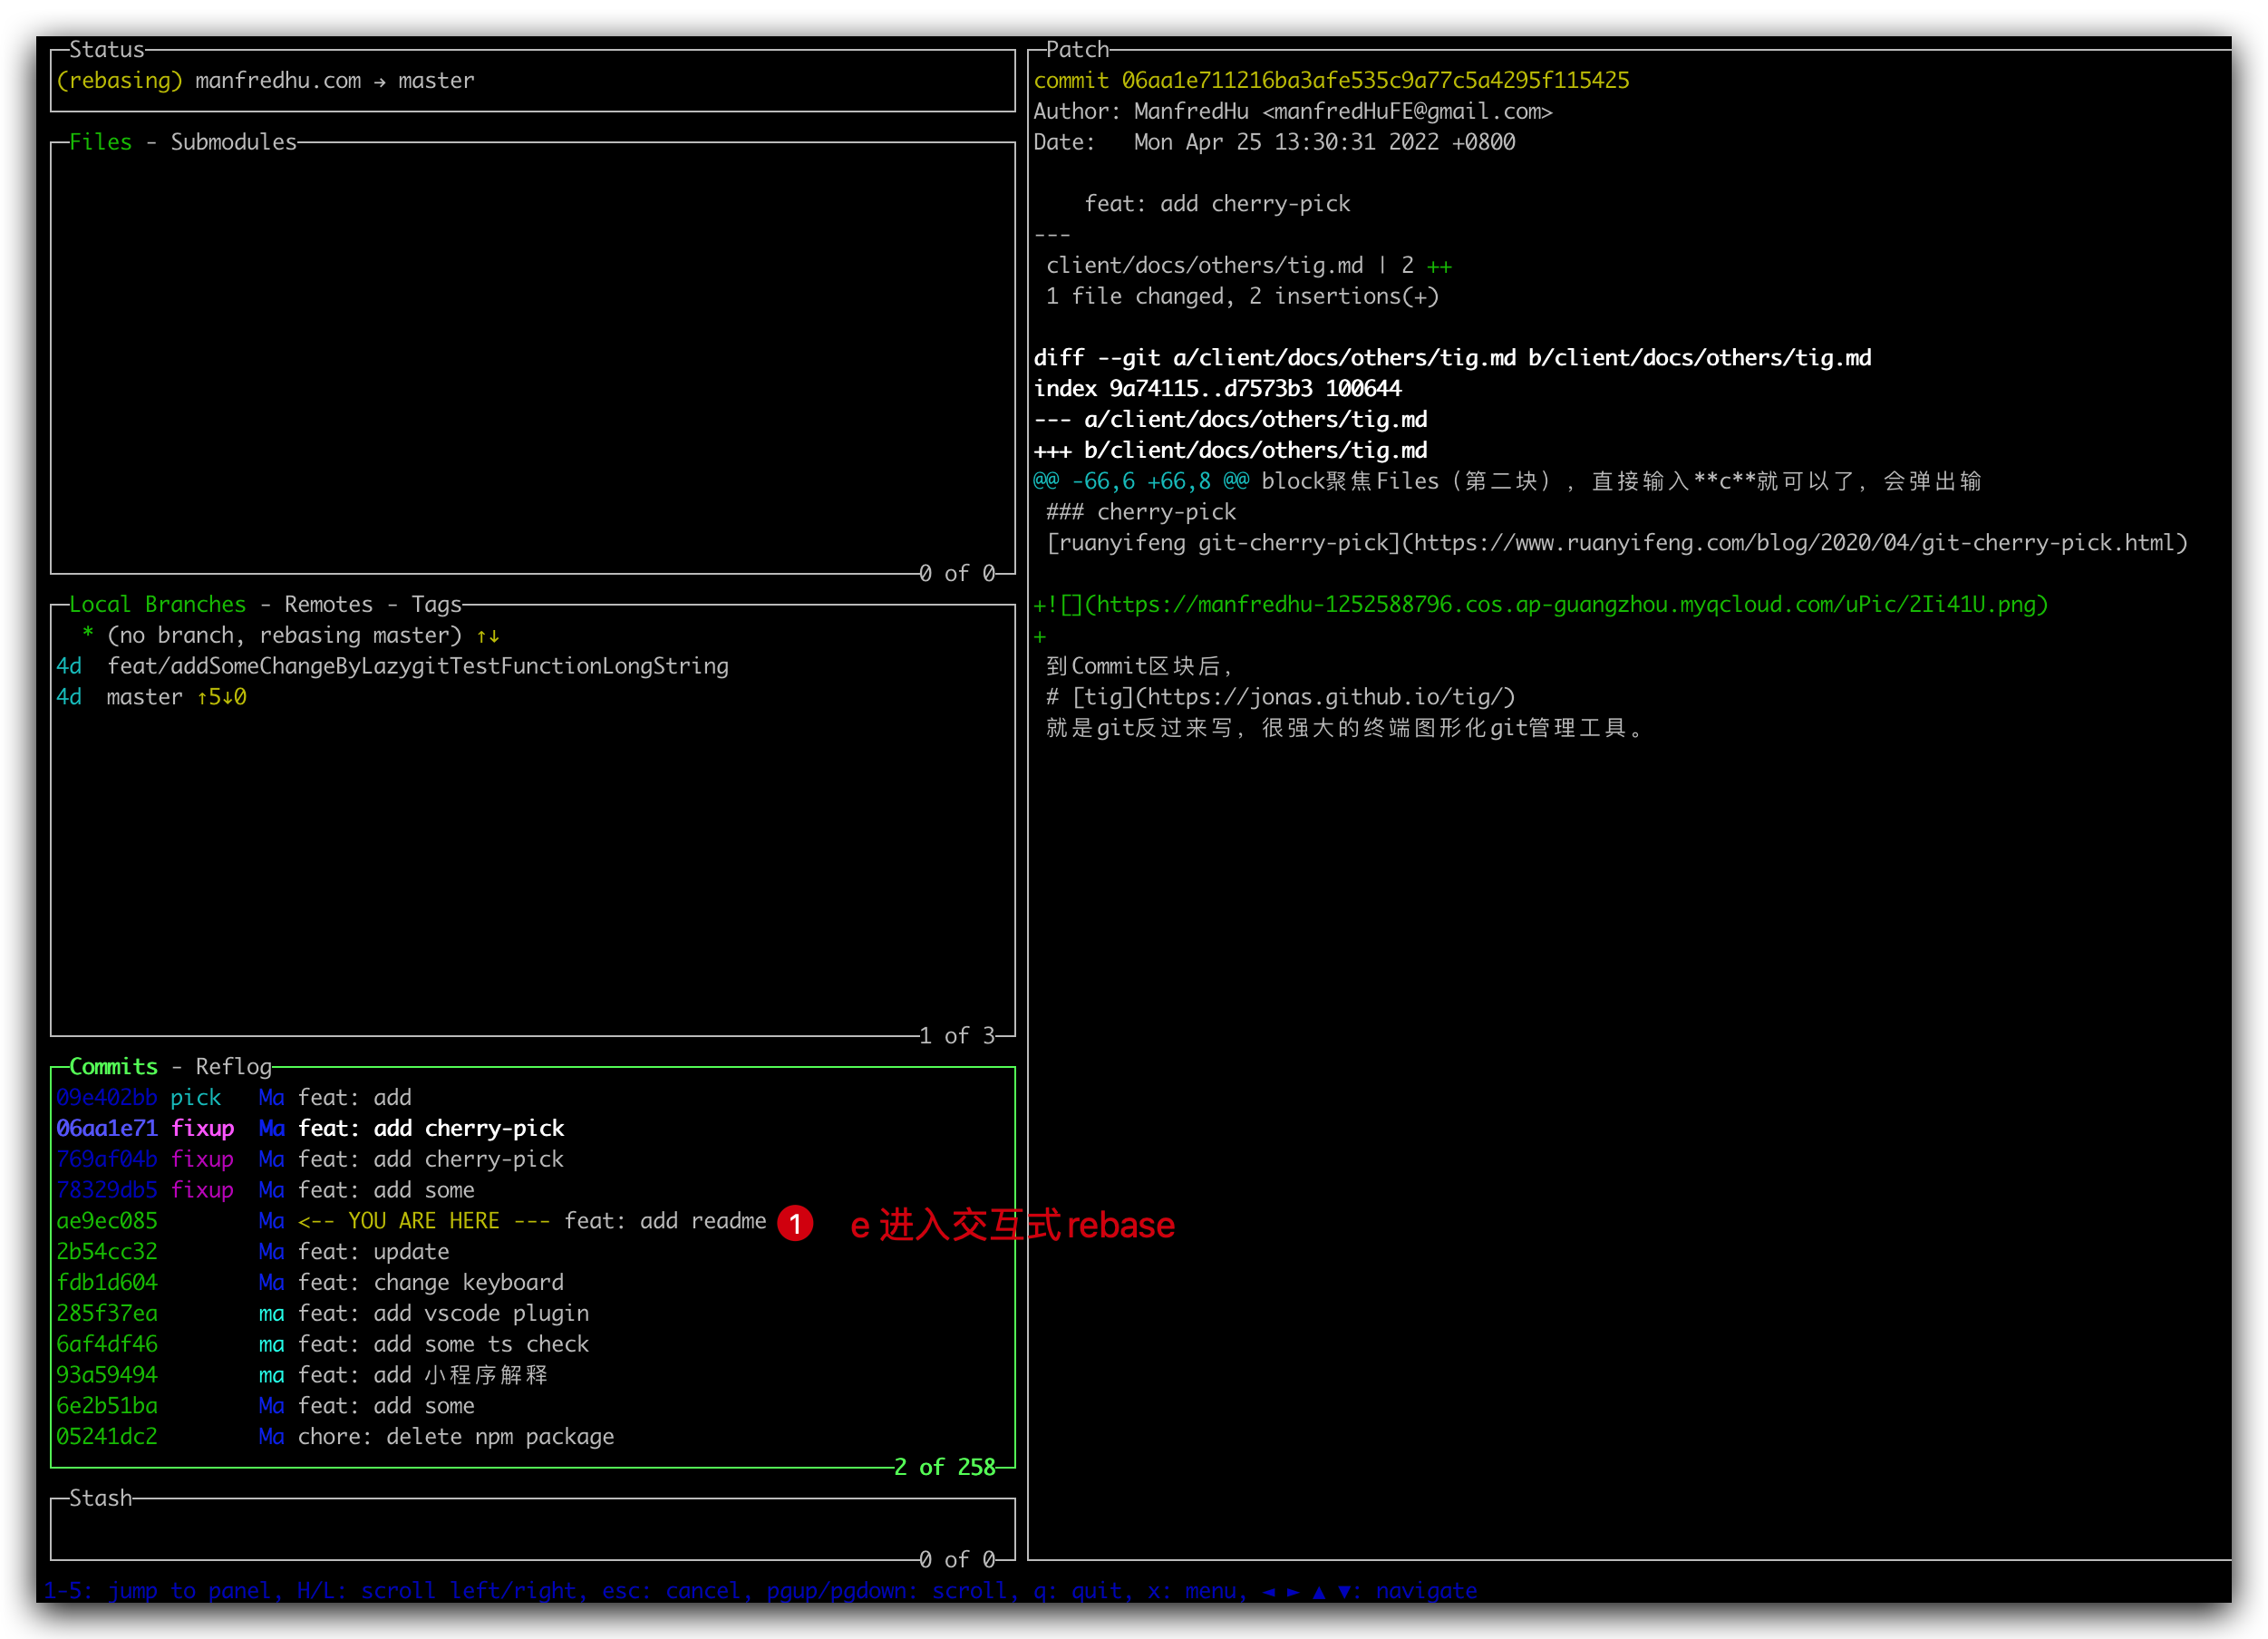 Status
(rebasing) manfredhu.com → master
Files - Submodules
0 of 0
Local Branches - Remotes - Tags
* (no branch, rebasing master) ↑↓
4d feat/addSomeChangeByLazygitTestFunctionLongString
4d master ↑5↓0
1 of 3
Commits - Reflog
09e402bb pick Ma feat: add
06aa1e71 fixup Ma feat: add cherry-pick
769af04b fixup Ma feat: add cherry-pick
78329db5 fixup Ma feat: add some
ae9ec085 Ma <-- YOU ARE HERE --- feat: add readme 1 e 进入交互式rebase
2b54cc32 Ma feat: update
fdb1d604 Ma feat: change keyboard
285f37ea ma feat: add vscode plugin
6af4df46 ma feat: add some ts check
93a59494 ma feat: add 小程序解释
6e2b51ba Ma feat: add some
05241dc2 Ma chore: delete npm package
2 of 258
Stash
0 of 0
Patch
commit 06aa1e711216ba3afe535c9a77c5a4295f115425
Author: ManfredHu <manfredHuFE@gmail.com>
Date: Mon Apr 25 13:30:31 2022 +0800
feat: add cherry-pick
---
client/docs/others/tig.md | 2 ++
1 file changed, 2 insertions(+)
diff --git a/client/docs/others/tig.md b/client/docs/others/tig.md
index 9a74115..d7573b3 100644
--- a/client/docs/others/tig.md
+++ b/client/docs/others/tig.md
@@ -66,6 +66,8 @@ block聚焦Files（第二块），直接输入**c**就可以了，会弹出输
### cherry-pick
[ruanyifeng git-cherry-pick](https://www.ruanyifeng.com/blog/2020/04/git-cherry-pick.html)
+![](https://manfredhu-1252588796.cos.ap-guangzhou.myqcloud.com/uPic/2Ii41U.png)
+
到Commit区块后，
# [tig](https://jonas.github.io/tig/)
就是git反过来写，很强大的终端图形化git管理工具。
1-5: jump to panel, H/L: scroll left/right, esc: cancel, pgup/pgdown: scroll, q: quit, x: menu, ◄ ► ▲ ▼: navigate